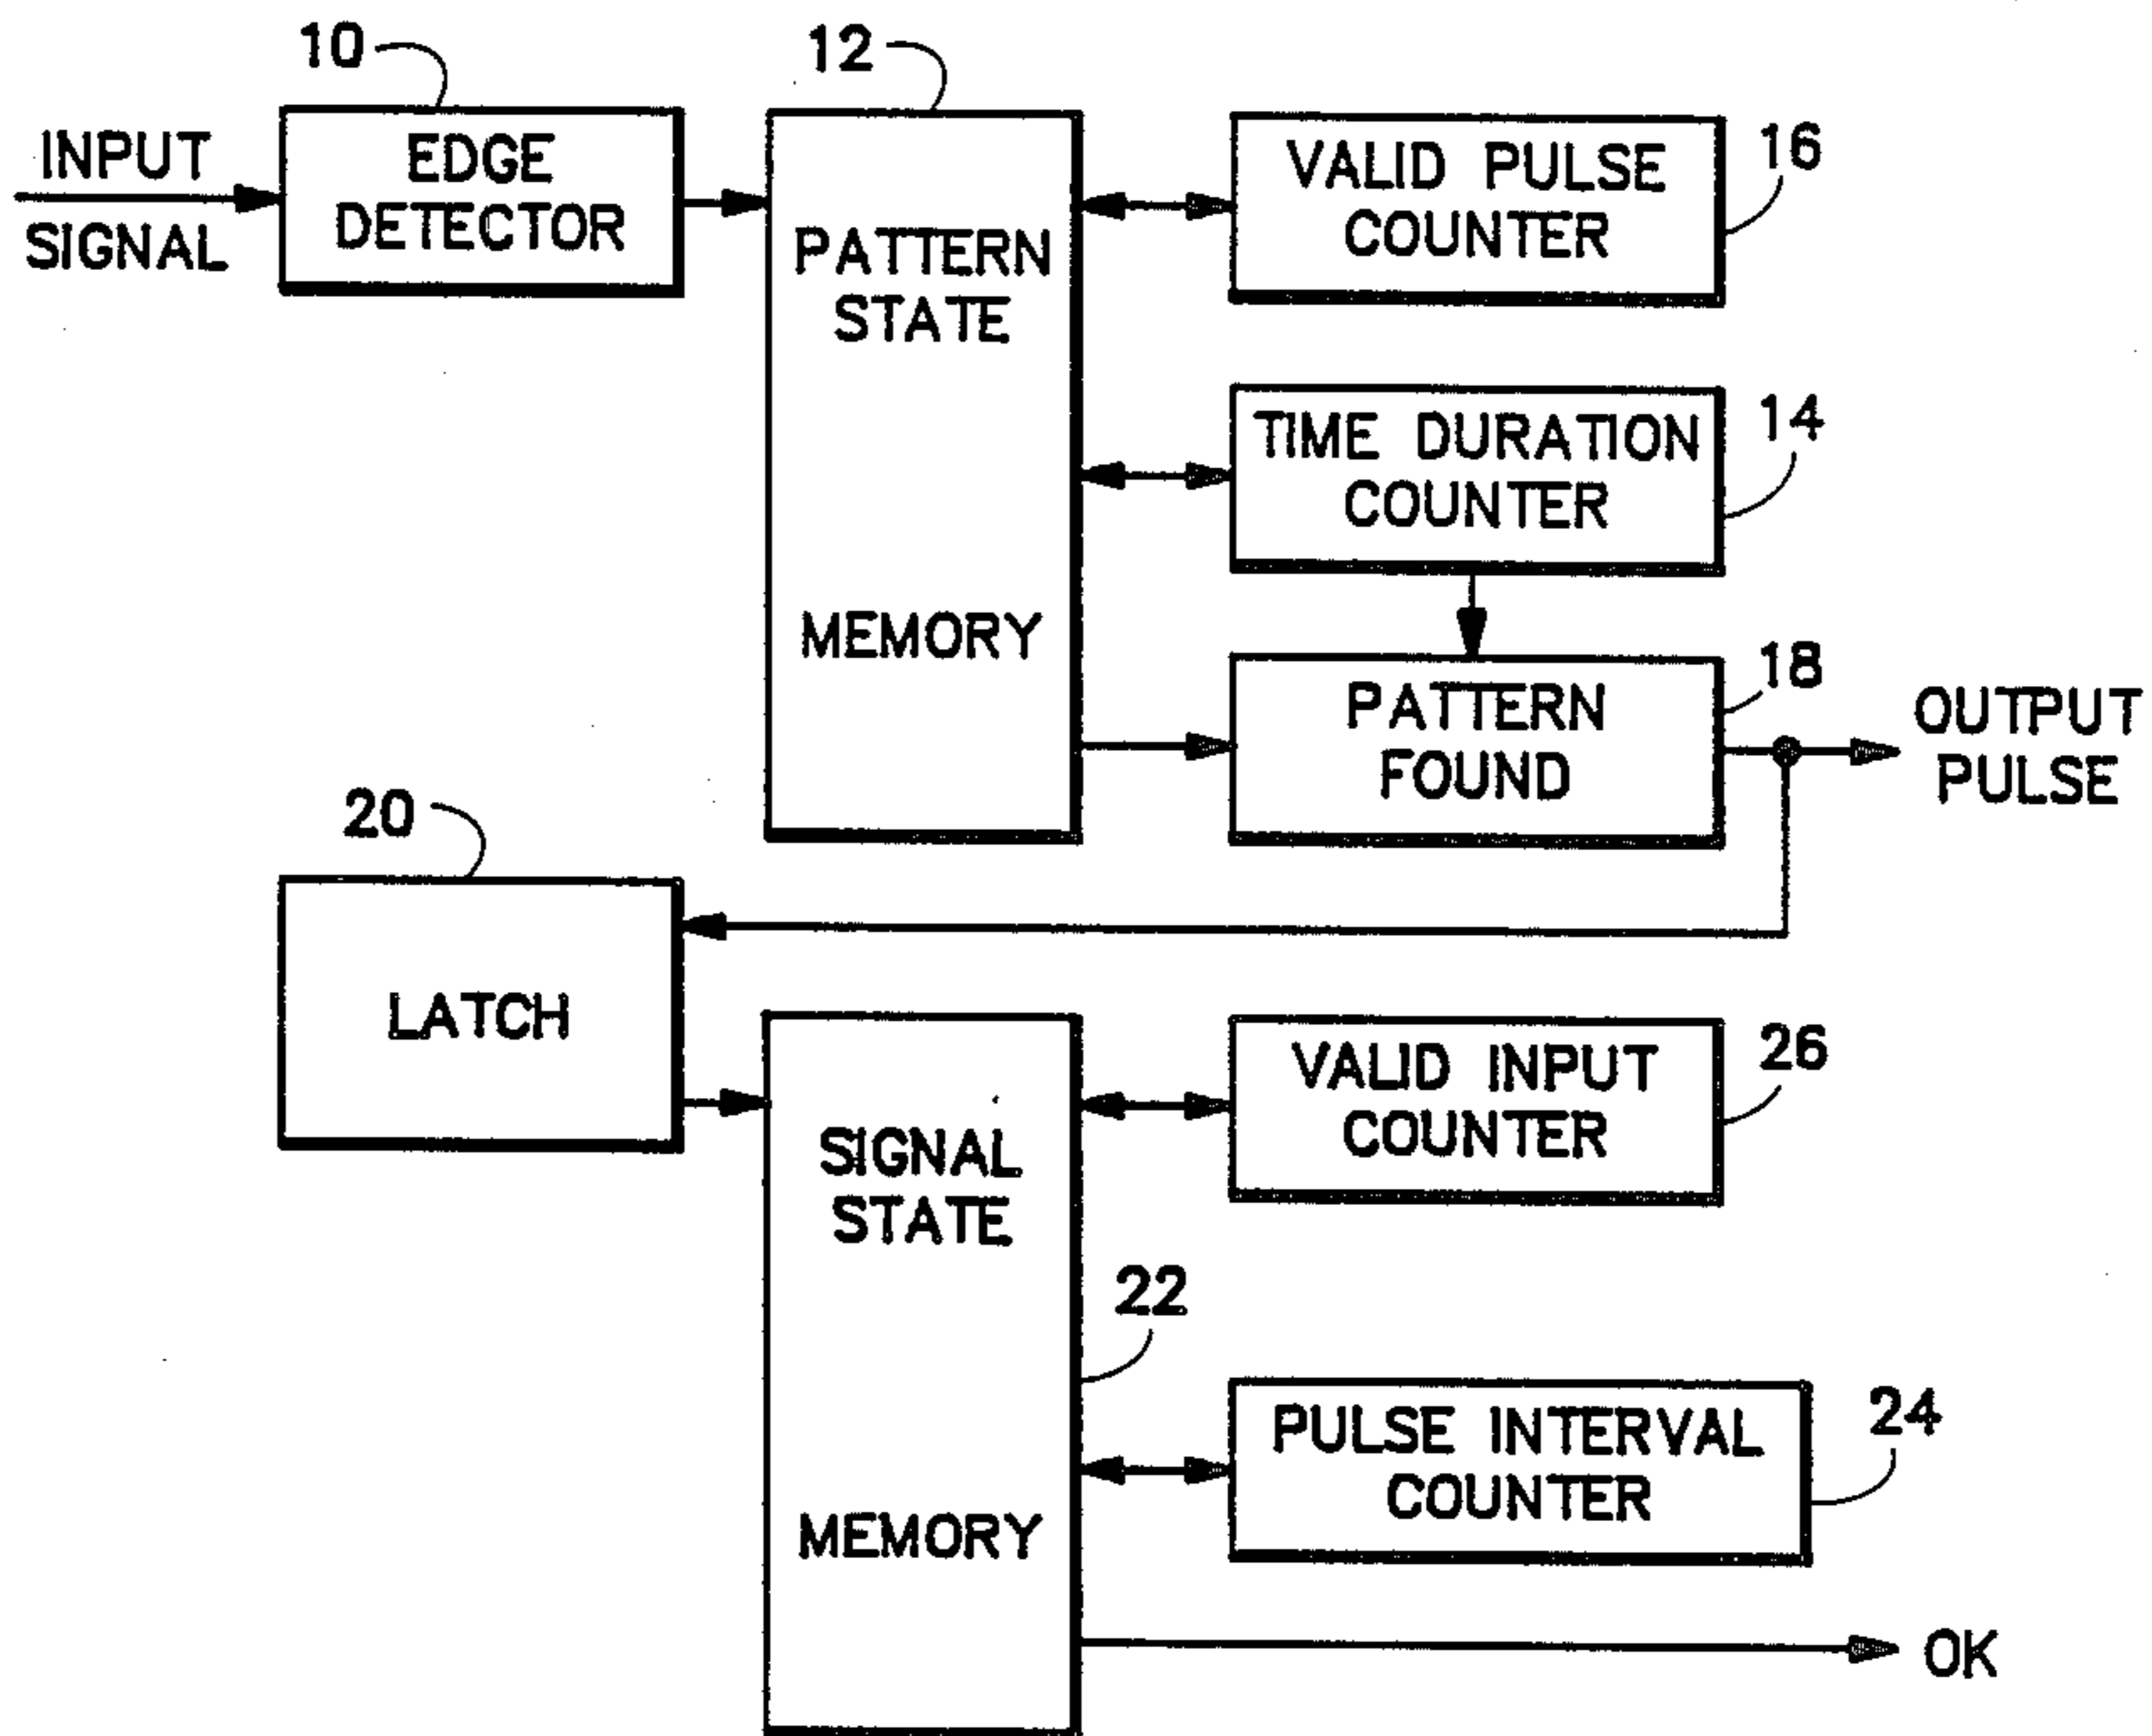 10
INPUT
SIGNAL
EDGE
DETECTOR
12
PATTERN
STATE
MEMORY
VALID PULSE
COUNTER
16
TIME DURATION
COUNTER
14
PATTERN
FOUND
18
OUTPUT
PULSE
20
LATCH
SIGNAL
STATE
MEMORY
22
VALID INPUT
COUNTER
26
PULSE INTERVAL
COUNTER
24
OK